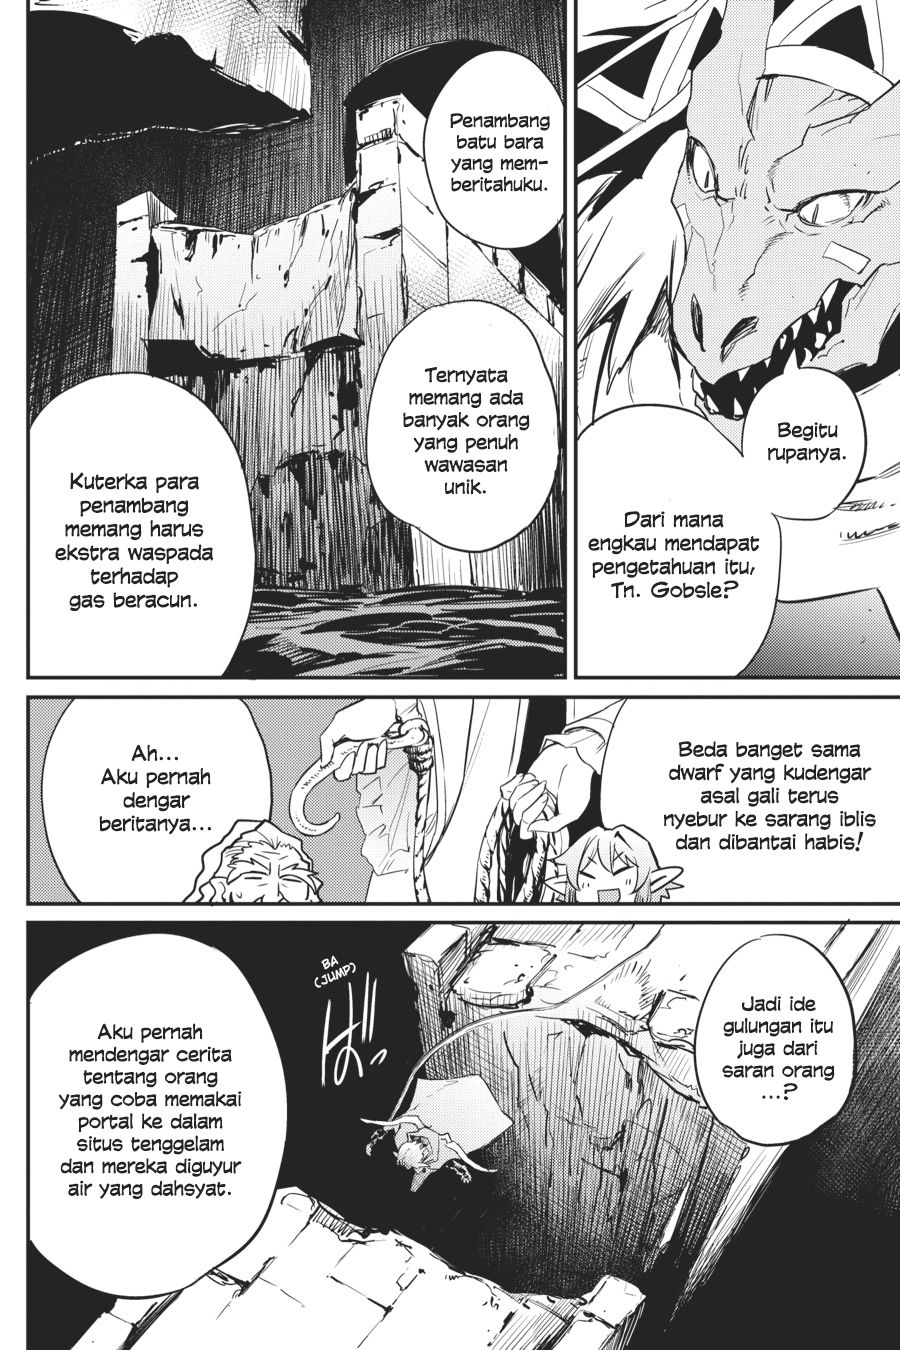 Begitu
rupanya.
Dari mana
engkau mendapat
pengetahuan itu,
Tn. Gobsle?
Penambang
batu bara
yang mem-
beritahuku.
Ternyata
memang ada
banyak orang
yang penuh
wawasan
unik.
Kuterka para
penambang
memang harus
ekstra waspada
terhadap
gas beracun.
Beda banget sama
dwarf yang kudengar
asal gali terus
nyebur ke sarang iblis
dan dibantai habis!
Ah...
Aku pernah
dengar
beritanya...
Jadi ide
gulungan itu
juga dari
saran orang
...?
BA
(JUMP)
バッ
Aku pernah
mendengar cerita
tentang orang
yang coba memakai
portal ke dalam
situs tenggelam
dan mereka diguyur
air yang dahsyat.